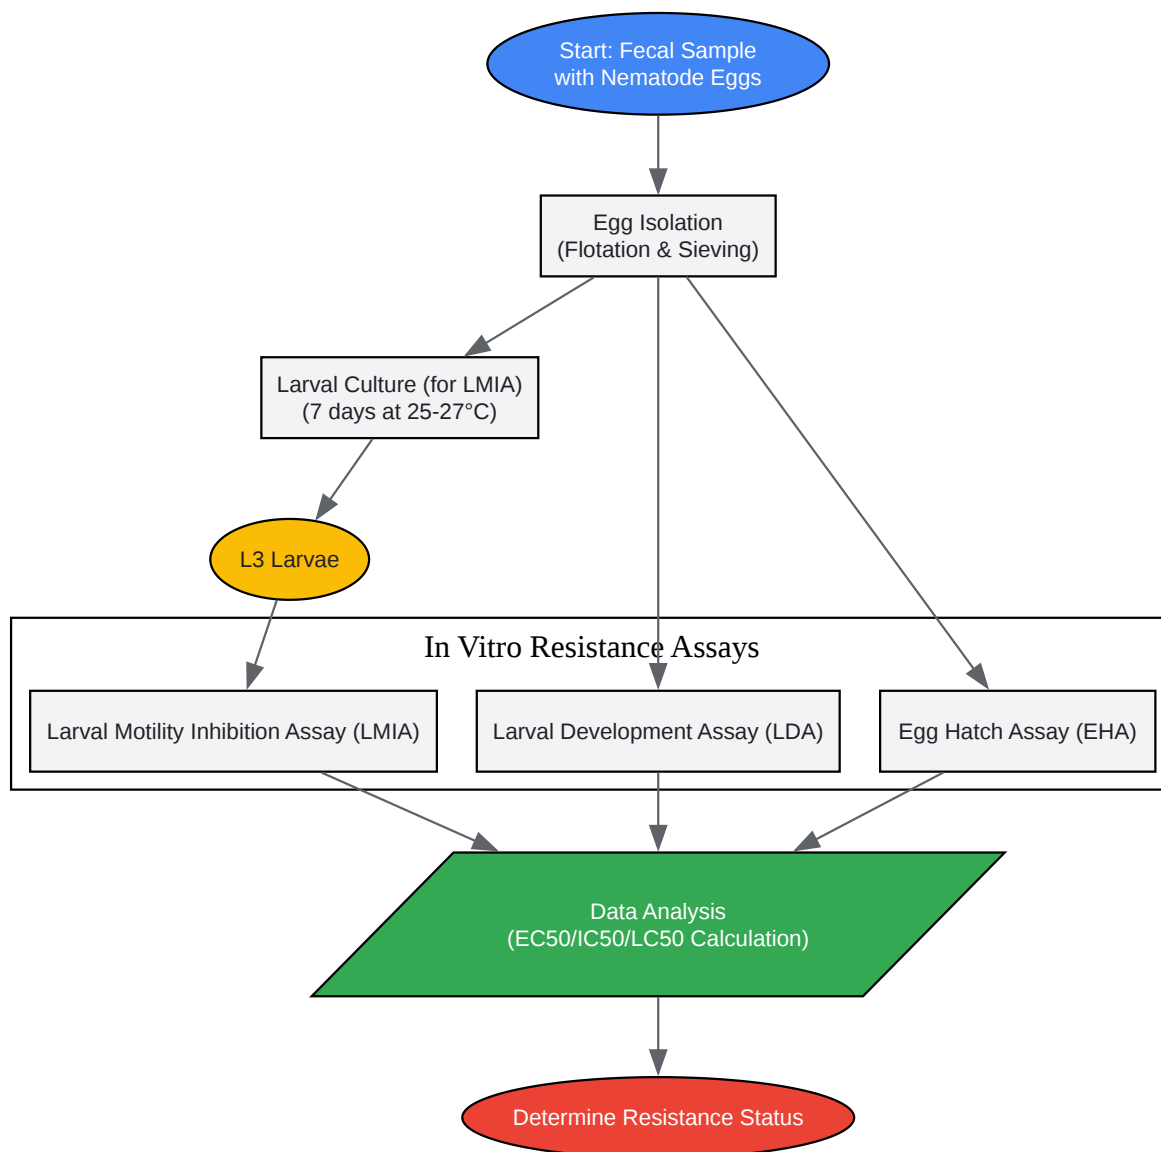 Start: Fecal Sample
with Nematode Eggs
Egg Isolation
(Flotation & Sieving)
Larval Culture (for LMIA)
(7 days at 25-27°C)
L3 Larvae
In Vitro Resistance Assays
Larval Motility Inhibition Assay (LMIA)
Larval Development Assay (LDA)
Egg Hatch Assay (EHA)
Data Analysis
(EC50/IC50/LC50 Calculation)
Determine Resistance Status